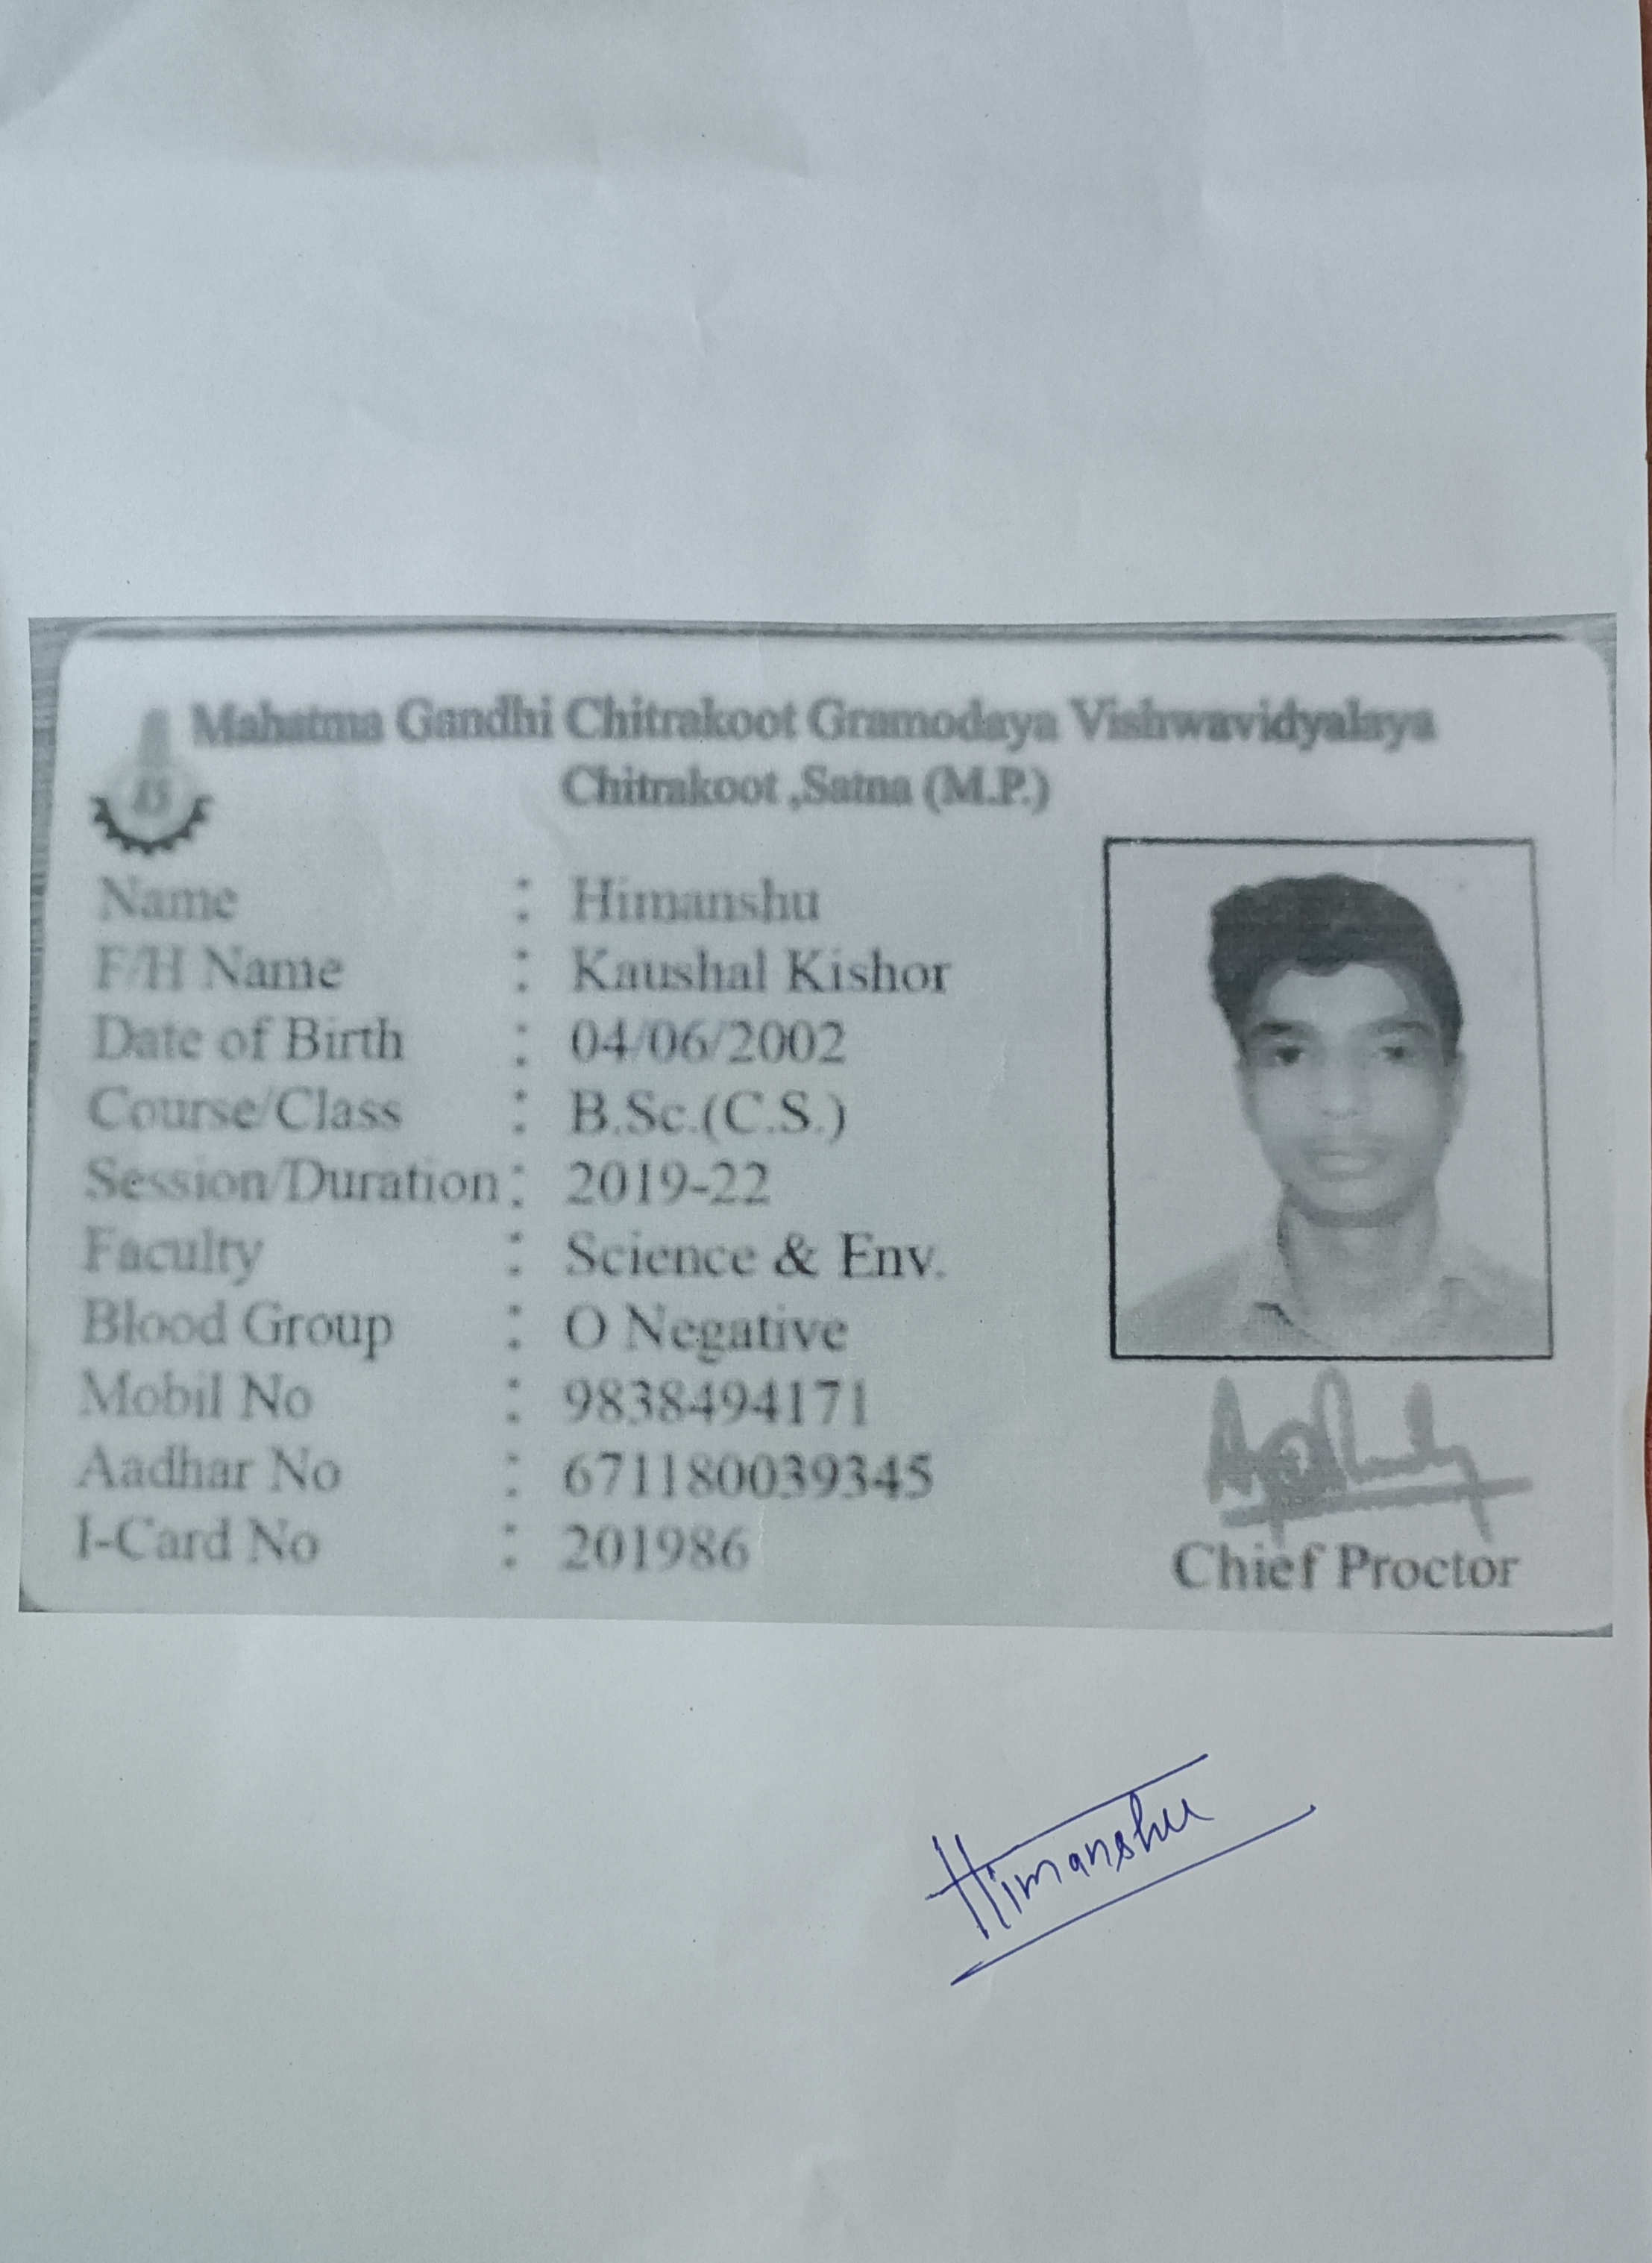 Mahatma Gandhi Chitrakoot Gramodaya Vishwavidyalaya
Chitrakoot ,Satna (M.P.)
Name : Himanshu
F/H Name : Kaushal Kishor
Date of Birth : 04/06/2002
Course/Class : B.Sc.(C.S.)
Session/Duration : 2019-22
Faculty : Science & Env.
Blood Group : O Negative
Mobil No : 9838494171
Aadhar No : 671180039345
I-Card No : 201986
Chief Proctor
Himanshu